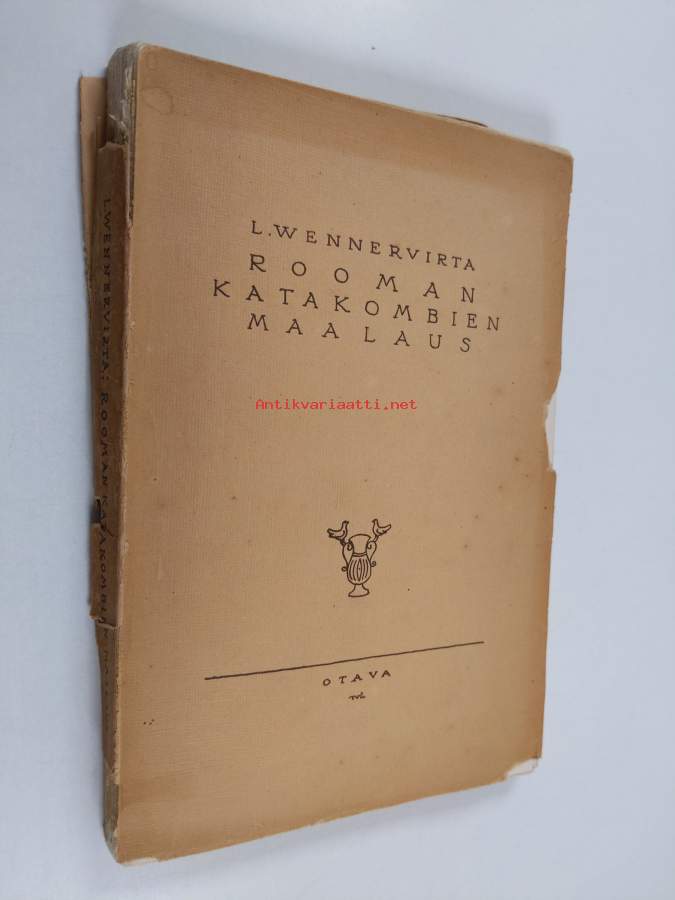 L. WENNERVIRTA
ROOMAN
KATAKOMBIEN
MAALAUS
Antikvariaatti.net
OTAVA
L. WENNERVIRTA: ROOMAN KATAKOMBIEN